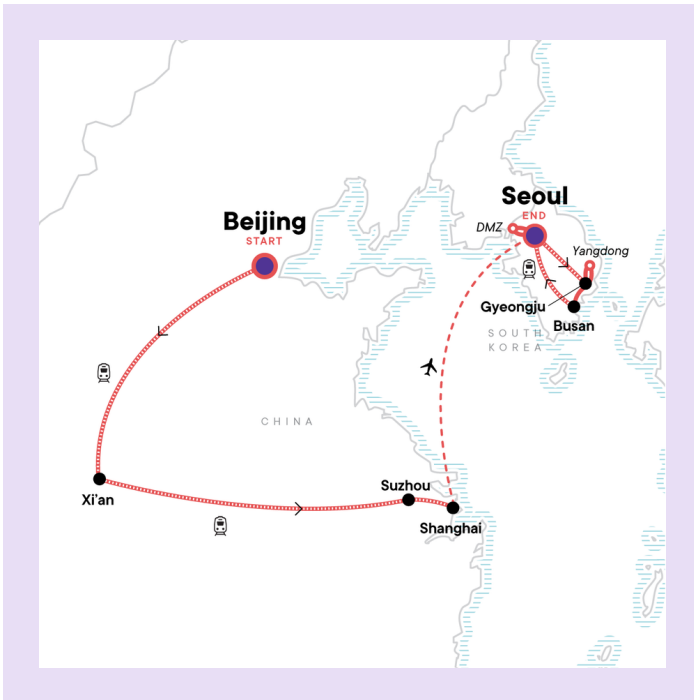 Seoul
END
DMZ
Beijing
START
Yangdong
Gyeongju
Busan
SOUTH
KOREA
CHINA
Suzhou
Xi'an
Shanghai